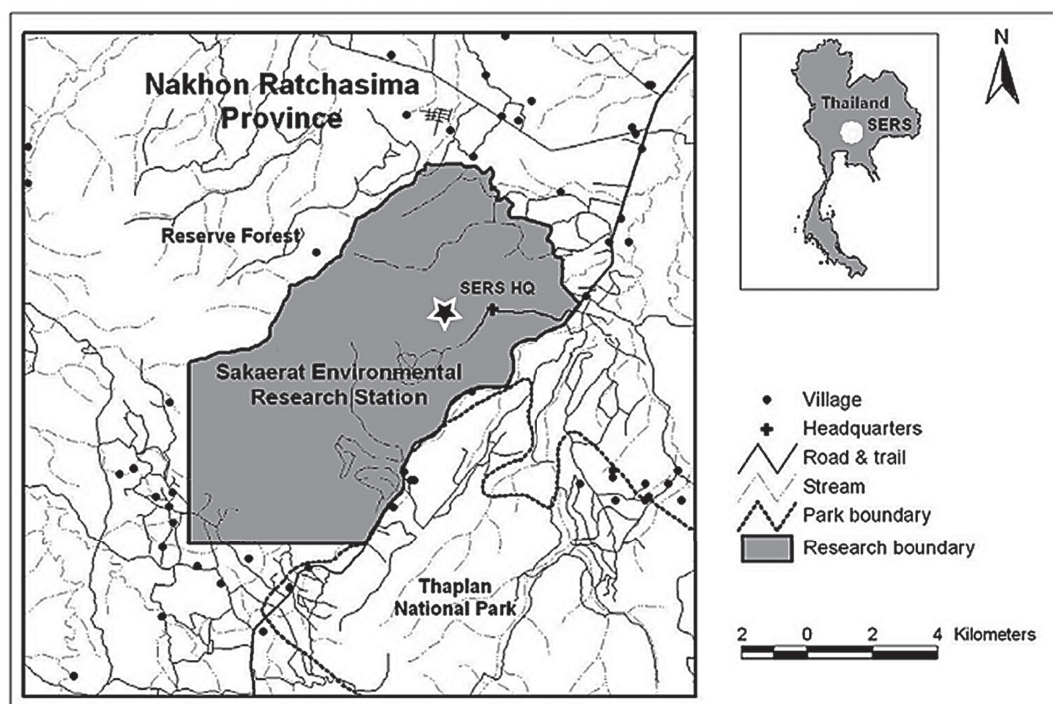 Nakhon Ratchasima
Province
Reserve Forest
SERS HQ
Sakaerat Environmental
Research Station
Thaplan
National Park
Thailand
SERS
N
Village
Headquarters
Road & trail
Stream
Park boundary
Research boundary
2 0 2 4 Kilometers